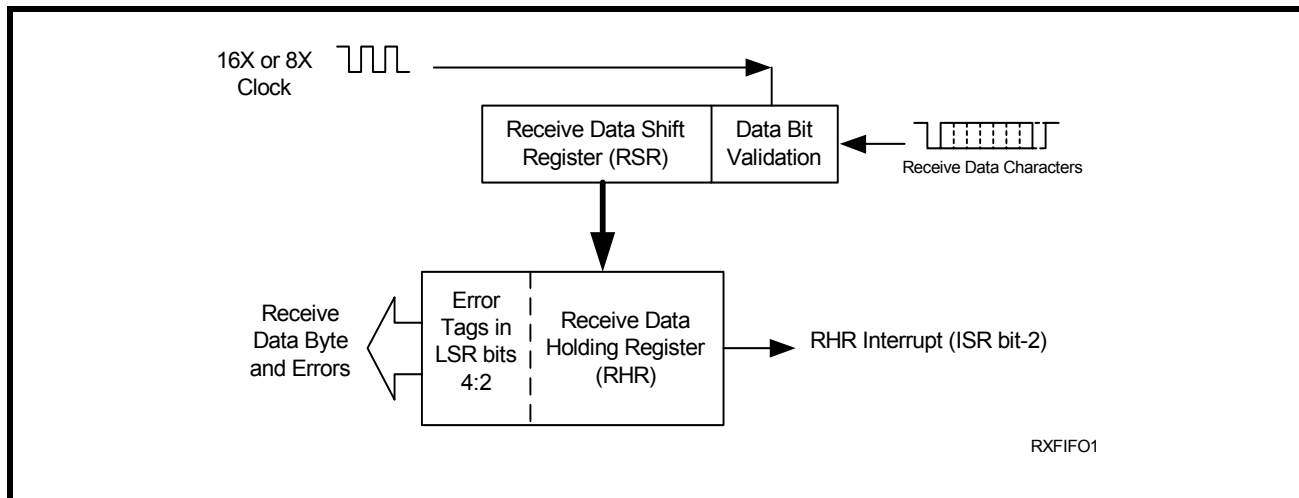 16X or 8X
Clock
Receive Data Shift
Register (RSR)
Data Bit
Validation
Receive Data Characters
Receive
Data Byte
and Errors
Error
Tags in
LSR bits
4:2
Receive Data
Holding Register
(RHR)
RHR Interrupt (ISR bit-2)
RXFIFO1